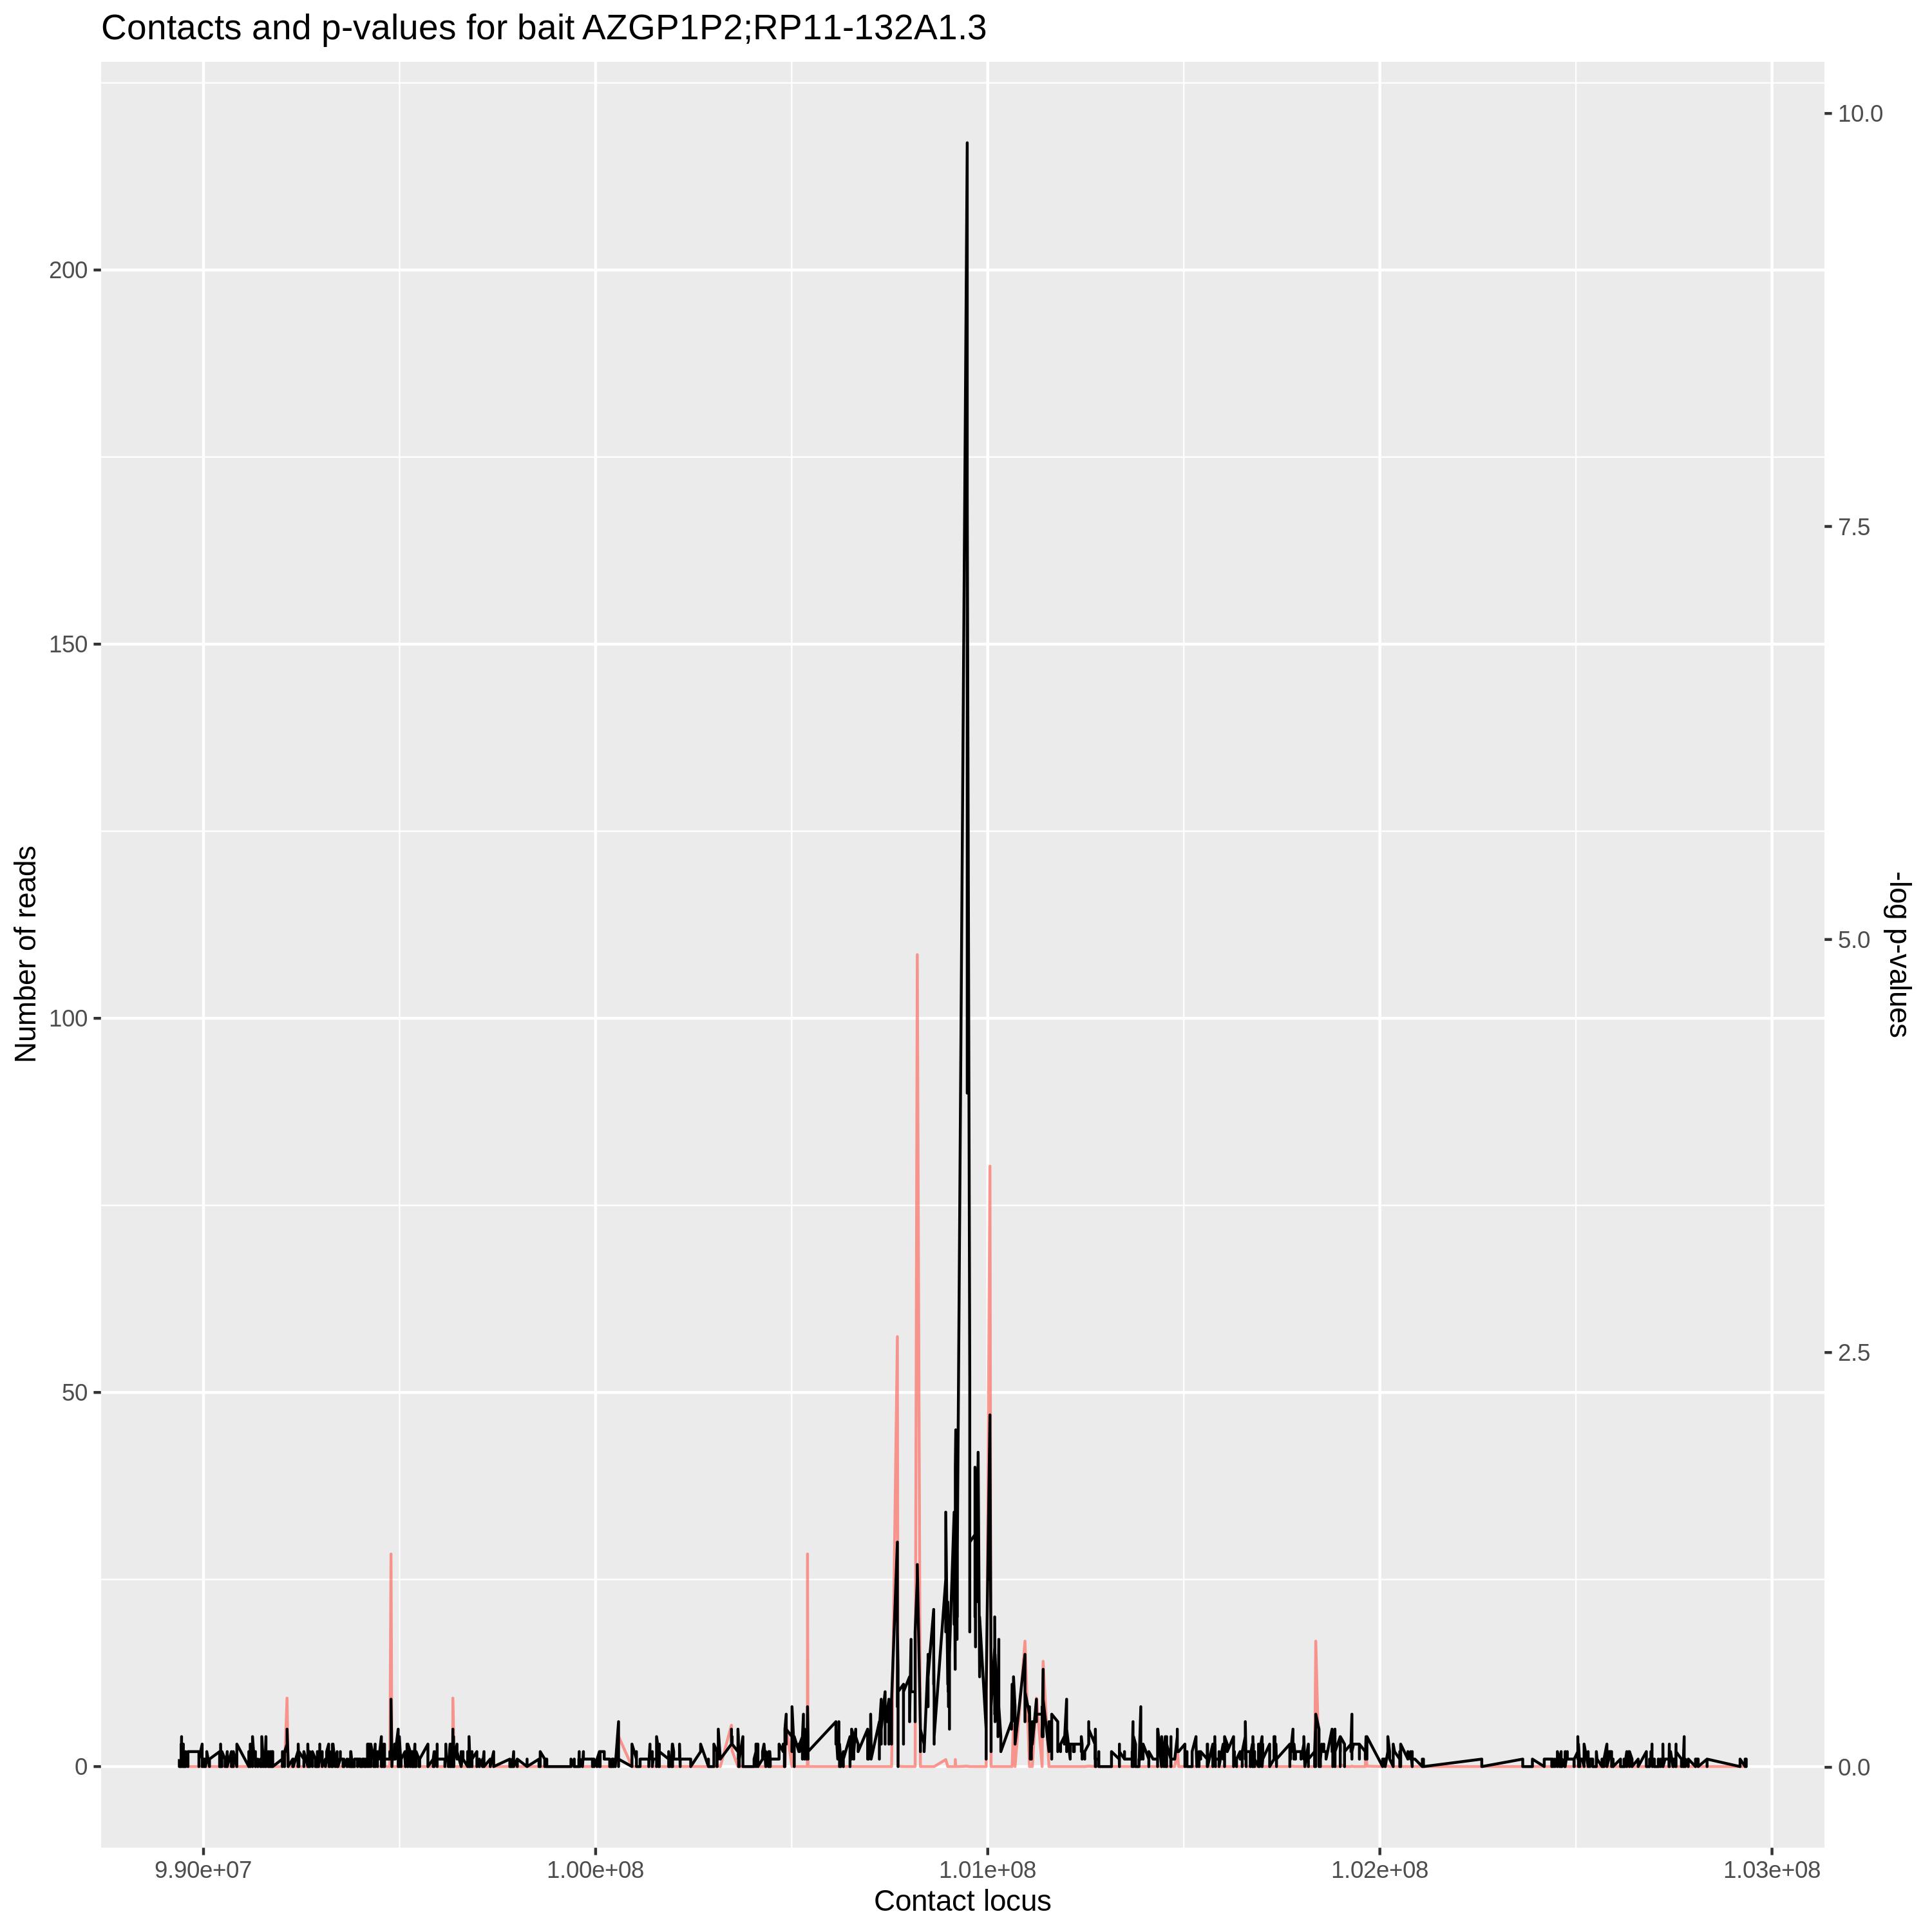 Contacts and p-values for bait AZGP1P2;RP11-132A1.3
200
150
100
50
0
Number of reads
10.0
7.5
5.0
2.5
0.0
-log p-values
9.90e+07
1.00e+08
1.01e+08
1.02e+08
1.03e+08
Contact locus